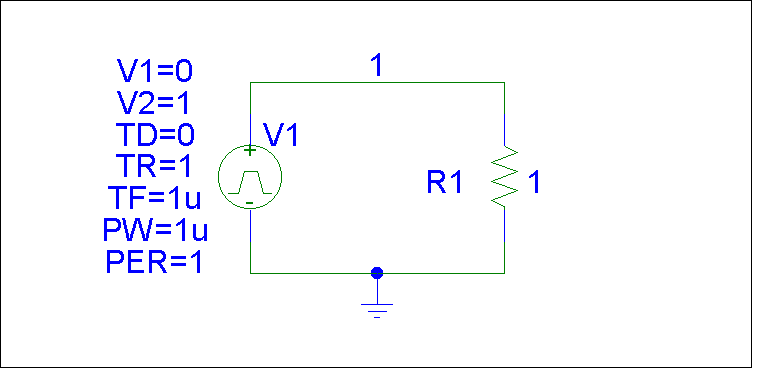 1
V1=0
V2=1
TD=0
TR=1
TF=1u
PW=1u
PER=1
V1
+
-
R1
1